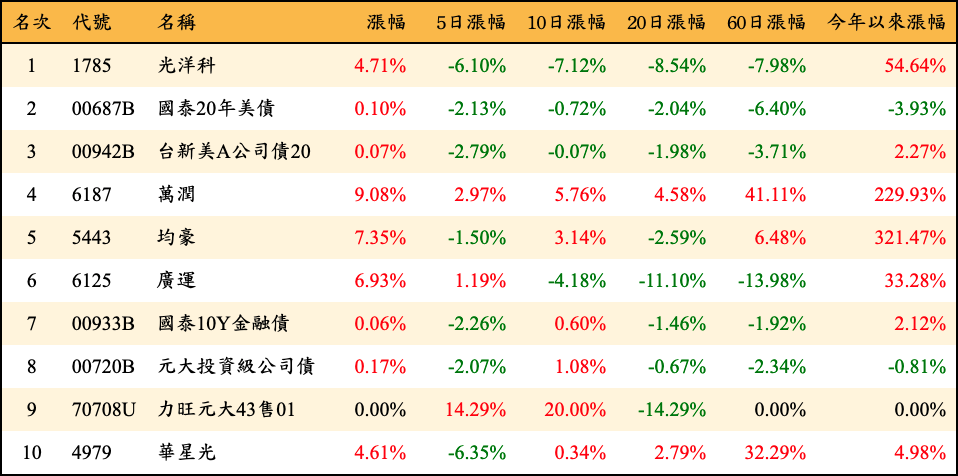 名次 代號 名稱 漲幅 5日漲幅 10日漲幅 20日漲幅 60日漲幅 今年以來漲幅
1 1785 光洋科 4.71% -6.10% -7.12% -8.54% -7.98% 54.64%
2 00687B 國泰20年美債 0.10% -2.13% -0.72% -2.04% -6.40% -3.93%
3 00942B 台新美A公司債20 0.07% -2.79% -0.07% -1.98% -3.71% 2.27%
4 6187 萬潤 9.08% 2.97% 5.76% 4.58% 41.11% 229.93%
5 5443 均豪 7.35% -1.50% 3.14% -2.59% 6.48% 321.47%
6 6125 廣運 6.93% 1.19% -4.18% -11.10% -13.98% 33.28%
7 00933B 國泰10Y金融債 0.06% -2.26% 0.60% -1.46% -1.92% 2.12%
8 00720B 元大投資級公司債 0.17% -2.07% 1.08% -0.67% -2.34% -0.81%
9 70708U 力旺元大43售01 0.00% 14.29% 20.00% -14.29% 0.00% 0.00%
10 4979 華星光 4.61% -6.35% 0.34% 2.79% 32.29% 4.98%